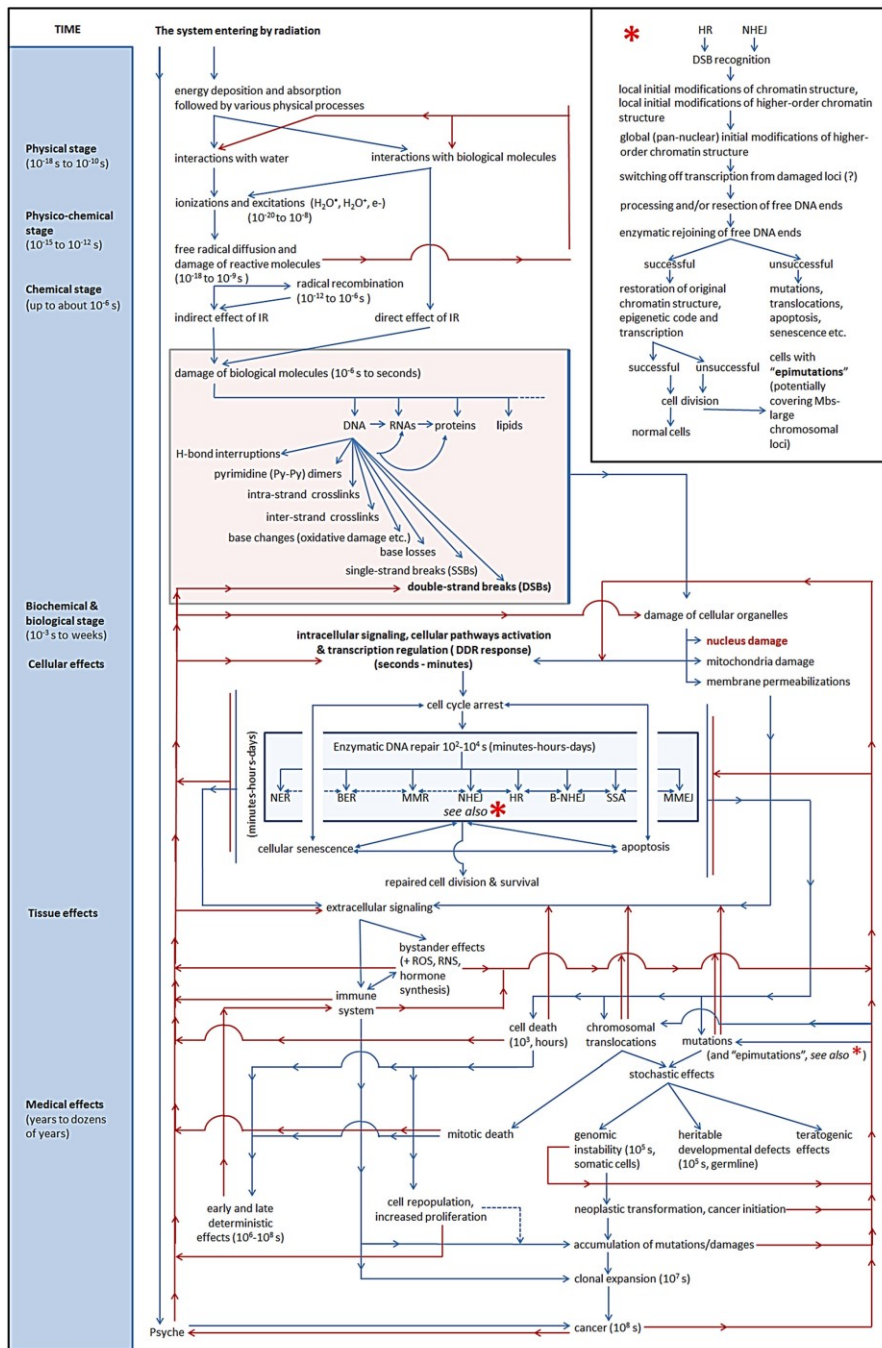 TIME
The system entering by radiation
energy deposition and absorption
followed by various physical processes
Physical stage
(10⁻¹⁸ s to 10⁻¹⁰ s)
interactions with water
interactions with biological molecules
ionizations and excitations (H₂O*, H₂O⁺, e-)
(10⁻²⁰ to 10⁻⁸)
Physico-chemical
stage
(10⁻¹⁵ to 10⁻¹² s)
free radical diffusion and
damage of reactive molecules
(10⁻¹⁸ to 10⁻⁹ s)
Chemical stage
(up to about 10⁻⁶ s)
radical recombination
(10⁻¹² to 10⁻⁶ s)
indirect effect of IR
direct effect of IR
damage of biological molecules (10⁻⁶ s to seconds)
DNA
RNAs
proteins
lipids
H-bond interruptions
pyrimidine (Py-Py) dimers
intra-strand crosslinks
inter-strand crosslinks
base changes (oxidative damage etc.)
base losses
single-strand breaks (SSBs)
double-strand breaks (DSBs)
*
HR
NHEJ
DSB recognition
local initial modifications of chromatin structure,
local initial modifications of higher-order chromatin
structure
global (pan-nuclear) initial modifications of higher-
order chromatin structure
switching off transcription from damaged loci (?)
processing and/or resection of free DNA ends
enzymatic rejoining of free DNA ends
successful
unsuccessful
restoration of original
chromatin structure,
epigenetic code and
transcription
mutations,
translocations,
apoptosis,
senescence etc.
successful
unsuccessful
cell division
normal cells
cells with
"epimutations"
(potentially
covering Mbs-
large
chromosomal
loci)
Biochemical &
biological stage
(10⁻³ s to weeks)
Cellular effects
damage of cellular organelles
nucleus damage
mitochondria damage
membrane permeabilizations
intracellular signaling, cellular pathways activation
& transcription regulation ( DDR response)
(seconds - minutes)
cell cycle arrest
(minutes-hours-days)
Enzymatic DNA repair 10²-10⁴ s (minutes-hours-days)
NER
BER
MMR
NHEJ
HR
B-NHEJ
SSA
MMEJ
see also *
cellular senescence
apoptosis
repaired cell division & survival
Tissue effects
extracellular signaling
bystander effects
(+ ROS, RNS,
hormone
synthesis)
immune
system
cell death
(10³, hours)
chromosomal
translocations
mutations
(and "epimutations", see also *)
stochastic effects
Medical effects
(years to dozens
of years)
mitotic death
genomic
instability (10⁵ s,
somatic cells)
heritable
developmental defects
(10⁵ s, germline)
teratogenic
effects
early and late
deterministic
effects (10⁶-10⁸ s)
cell repopulation,
increased proliferation
neoplastic transformation, cancer initiation
accumulation of mutations/damages
clonal expansion (10⁷ s)
Psyche
cancer (10⁸ s)